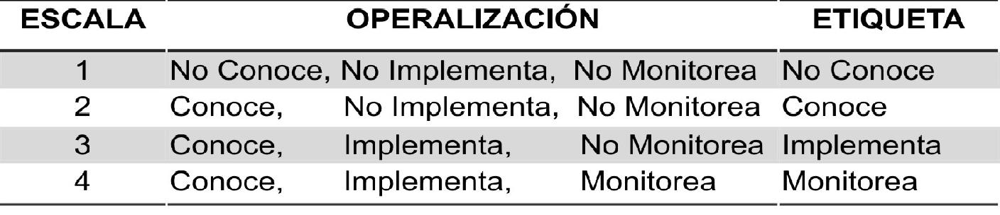 ESCALA OPERALIZACIÓN ETIQUETA
1 No Conoce, No Implementa, No Monitorea No Conoce
2 Conoce, No Implementa, No Monitorea Conoce
3 Conoce, Implementa, No Monitorea Implementa
4 Conoce, Implementa, Monitorea Monitorea